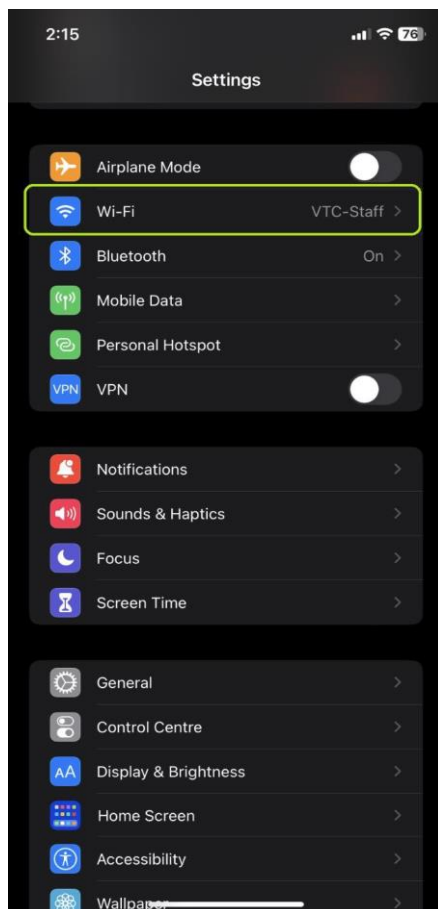 2:15 76
Settings
Airplane Mode
Wi-Fi VTC-Staff
Bluetooth On
Mobile Data
Personal Hotspot
VPN VPN
Notifications
Sounds & Haptics
Focus
Screen Time
General
Control Centre
AA Display & Brightness
Home Screen
Accessibility
Wallpaper